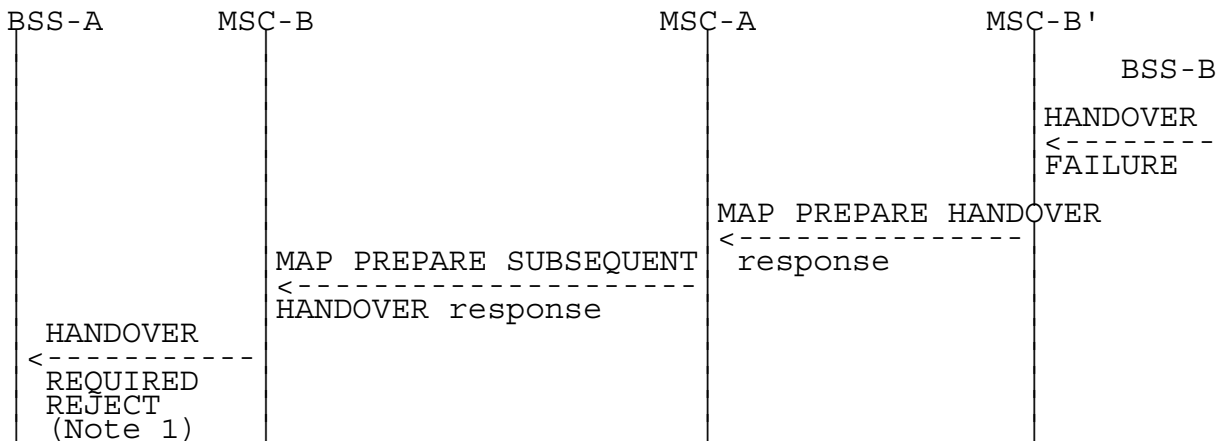 BSS-A MSC-B MSC-A MSC-B'
BSS-B
HANDOVER
<--------
FAILURE
MAP PREPARE HANDOVER
<---------------
response
MAP PREPARE SUBSEQUENT
<----------------------
HANDOVER response
HANDOVER
<------------
REQUIRED
REJECT
(Note 1)